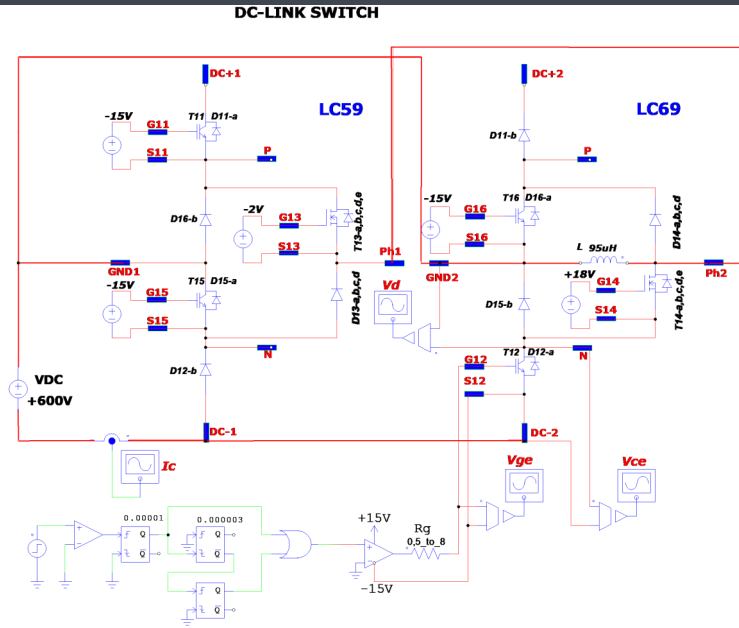 DC-LINK SWITCH
DC+1
DC+2
LC59
LC69
-15V
G11
T11
D11-a
S11
P
D11-b
P
D16-b
-2V
G13
S13
T13-a,b,c,d,e
-15V
G16
T16
D16-a
S16
D14-a,b,c,d
L
95uH
GND1
Ph1
GND2
Ph2
-15V
G15
T15
D15-a
S15
D13-a,b,c,d
Vd
D15-b
+18V
G14
S14
T14-a,b,c,d,e
N
N
D12-b
G12
T12
D12-a
S12
VDC
+600V
DC-1
DC-2
Ic
Vge
Vce
0.00001
0.000003
Q
Q
Q
Q
Q
Q
+15V
Rg
0,5_to_8
-15V